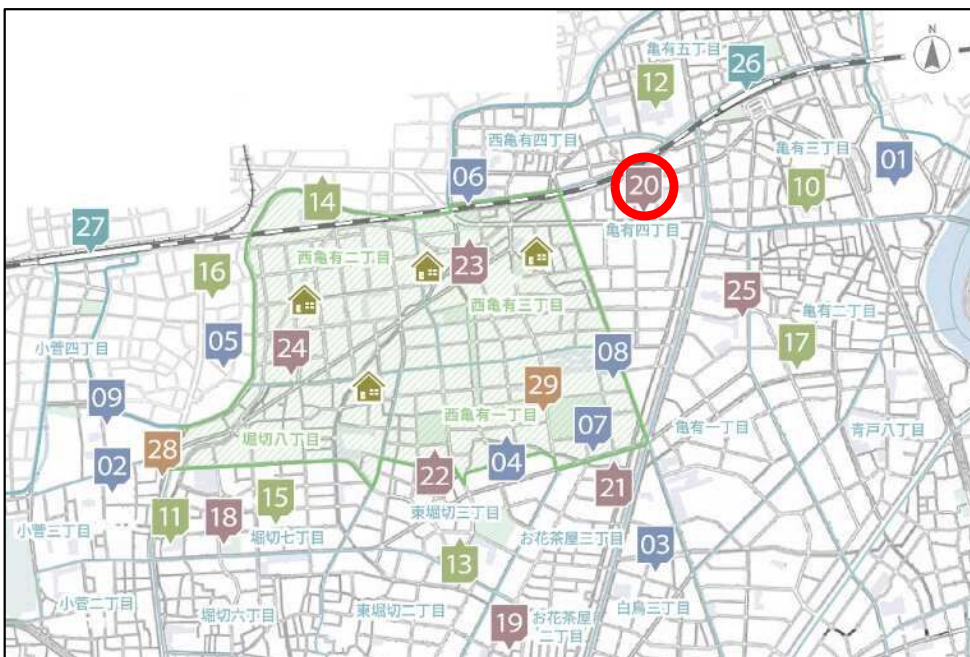 N
亀有五丁目
26
12
西亀有四丁目
亀有三丁目
01
06
20
10
14
亀有四丁目
27
西亀有二丁目
23
16
西亀有三丁目
25
亀有二丁目
小菅四丁目
05
24
08
17
09
29
西亀有一丁目
07
亀有一丁目
青戸八丁目
堀切八丁目
28
02
04
22
21
東堀切三丁目
15
11
18
小菅三丁目
堀切七丁目
お花茶屋三丁目
03
13
小菅二丁目
堀切六丁目
東堀切二丁目
19
お花茶屋
二丁目
白鳥三丁目